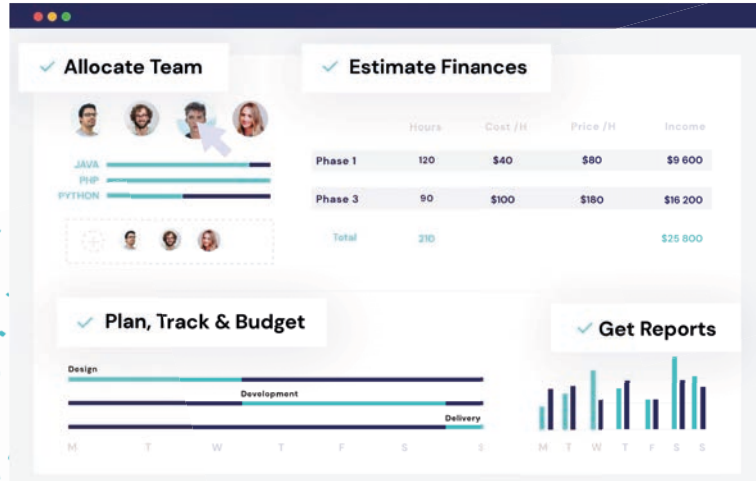 Allocate Team
Estimate Finances
Hours Cost /H Price /H Income
JAVA
PHP
PYTHON
Phase 1 120 $40 $80 $9 600
Phase 3 90 $100 $180 $16 200
Total 210 $25 800
Plan, Track & Budget
Get Reports
Design
Development
Delivery
M T W T F S S
M T W T F S S